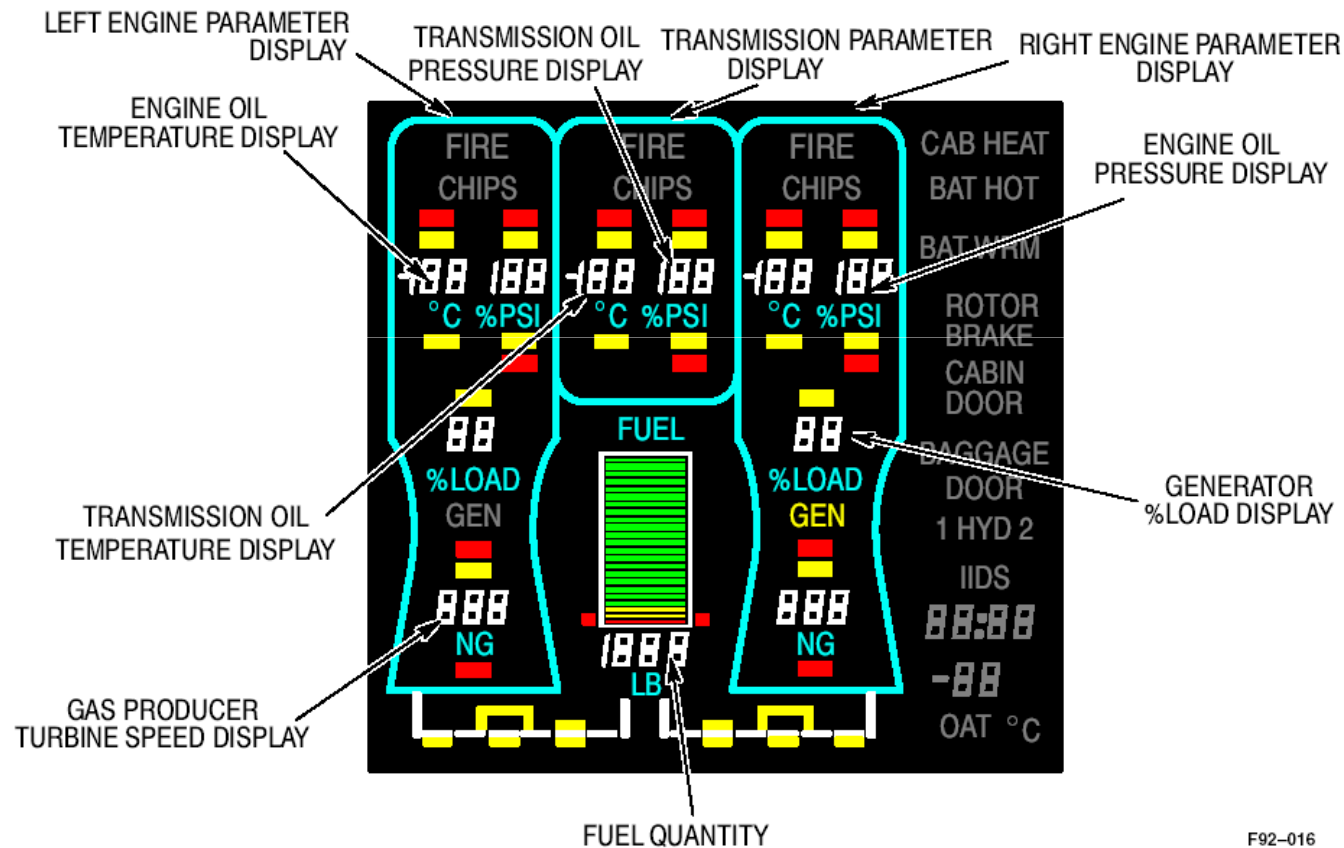 LEFT ENGINE PARAMETER
DISPLAY
TRANSMISSION OIL
PRESSURE DISPLAY
TRANSMISSION PARAMETER
DISPLAY
RIGHT ENGINE PARAMETER
DISPLAY
ENGINE OIL
TEMPERATURE DISPLAY
ENGINE OIL
PRESSURE DISPLAY
FIRE
CHIPS
-188 188
°C %PSI
88
%LOAD
GEN
888
NG
FIRE
CHIPS
-188 188
°C %PSI
FUEL
1888
LB
FIRE
CHIPS
-188 188
°C %PSI
88
%LOAD
GEN
888
NG
CAB HEAT
BAT HOT
BAT WRM
ROTOR
BRAKE
CABIN
DOOR
BAGGAGE
DOOR
1 HYD 2
IIDS
88:88
-88
OAT °C
TRANSMISSION OIL
TEMPERATURE DISPLAY
GENERATOR
%LOAD DISPLAY
GAS PRODUCER
TURBINE SPEED DISPLAY
FUEL QUANTITY
F92–016